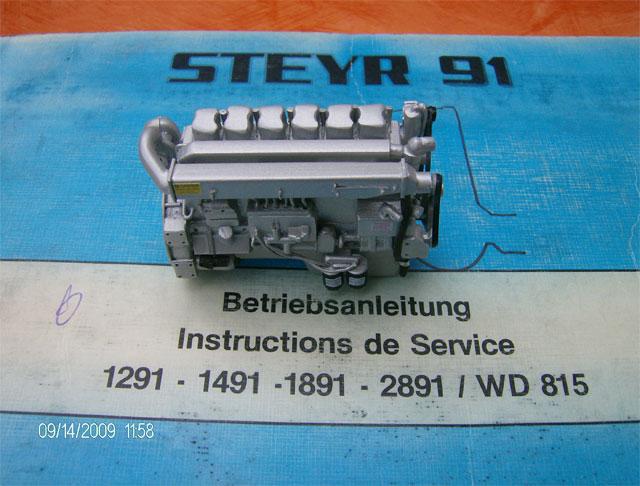 STEYR 91
Betriebsanleitung
Instructions de Service
1291 - 1491 -1891 - 2891 / WD 815
09/14/2009 11:58